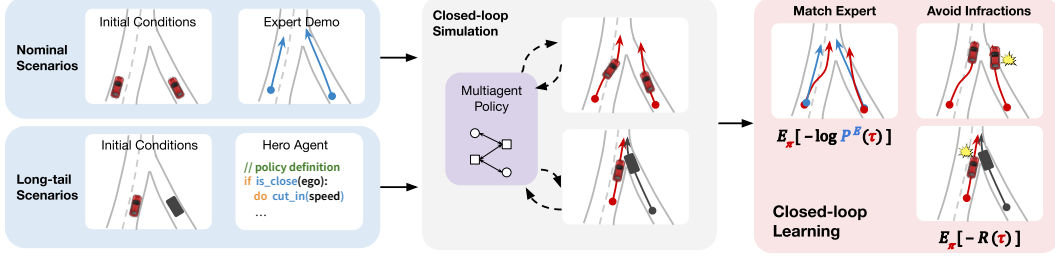 Nominal
Scenarios
Initial Conditions
Expert Demo
Long-tail
Scenarios
Initial Conditions
Hero Agent
// policy definition
if is_close(ego):
do cut_in(speed)
...
Closed-loop
Simulation
Multiagent
Policy
Match Expert
Avoid Infractions
E_π[-log P^E(τ)]
Closed-loop
Learning
E_π[-R(τ)]